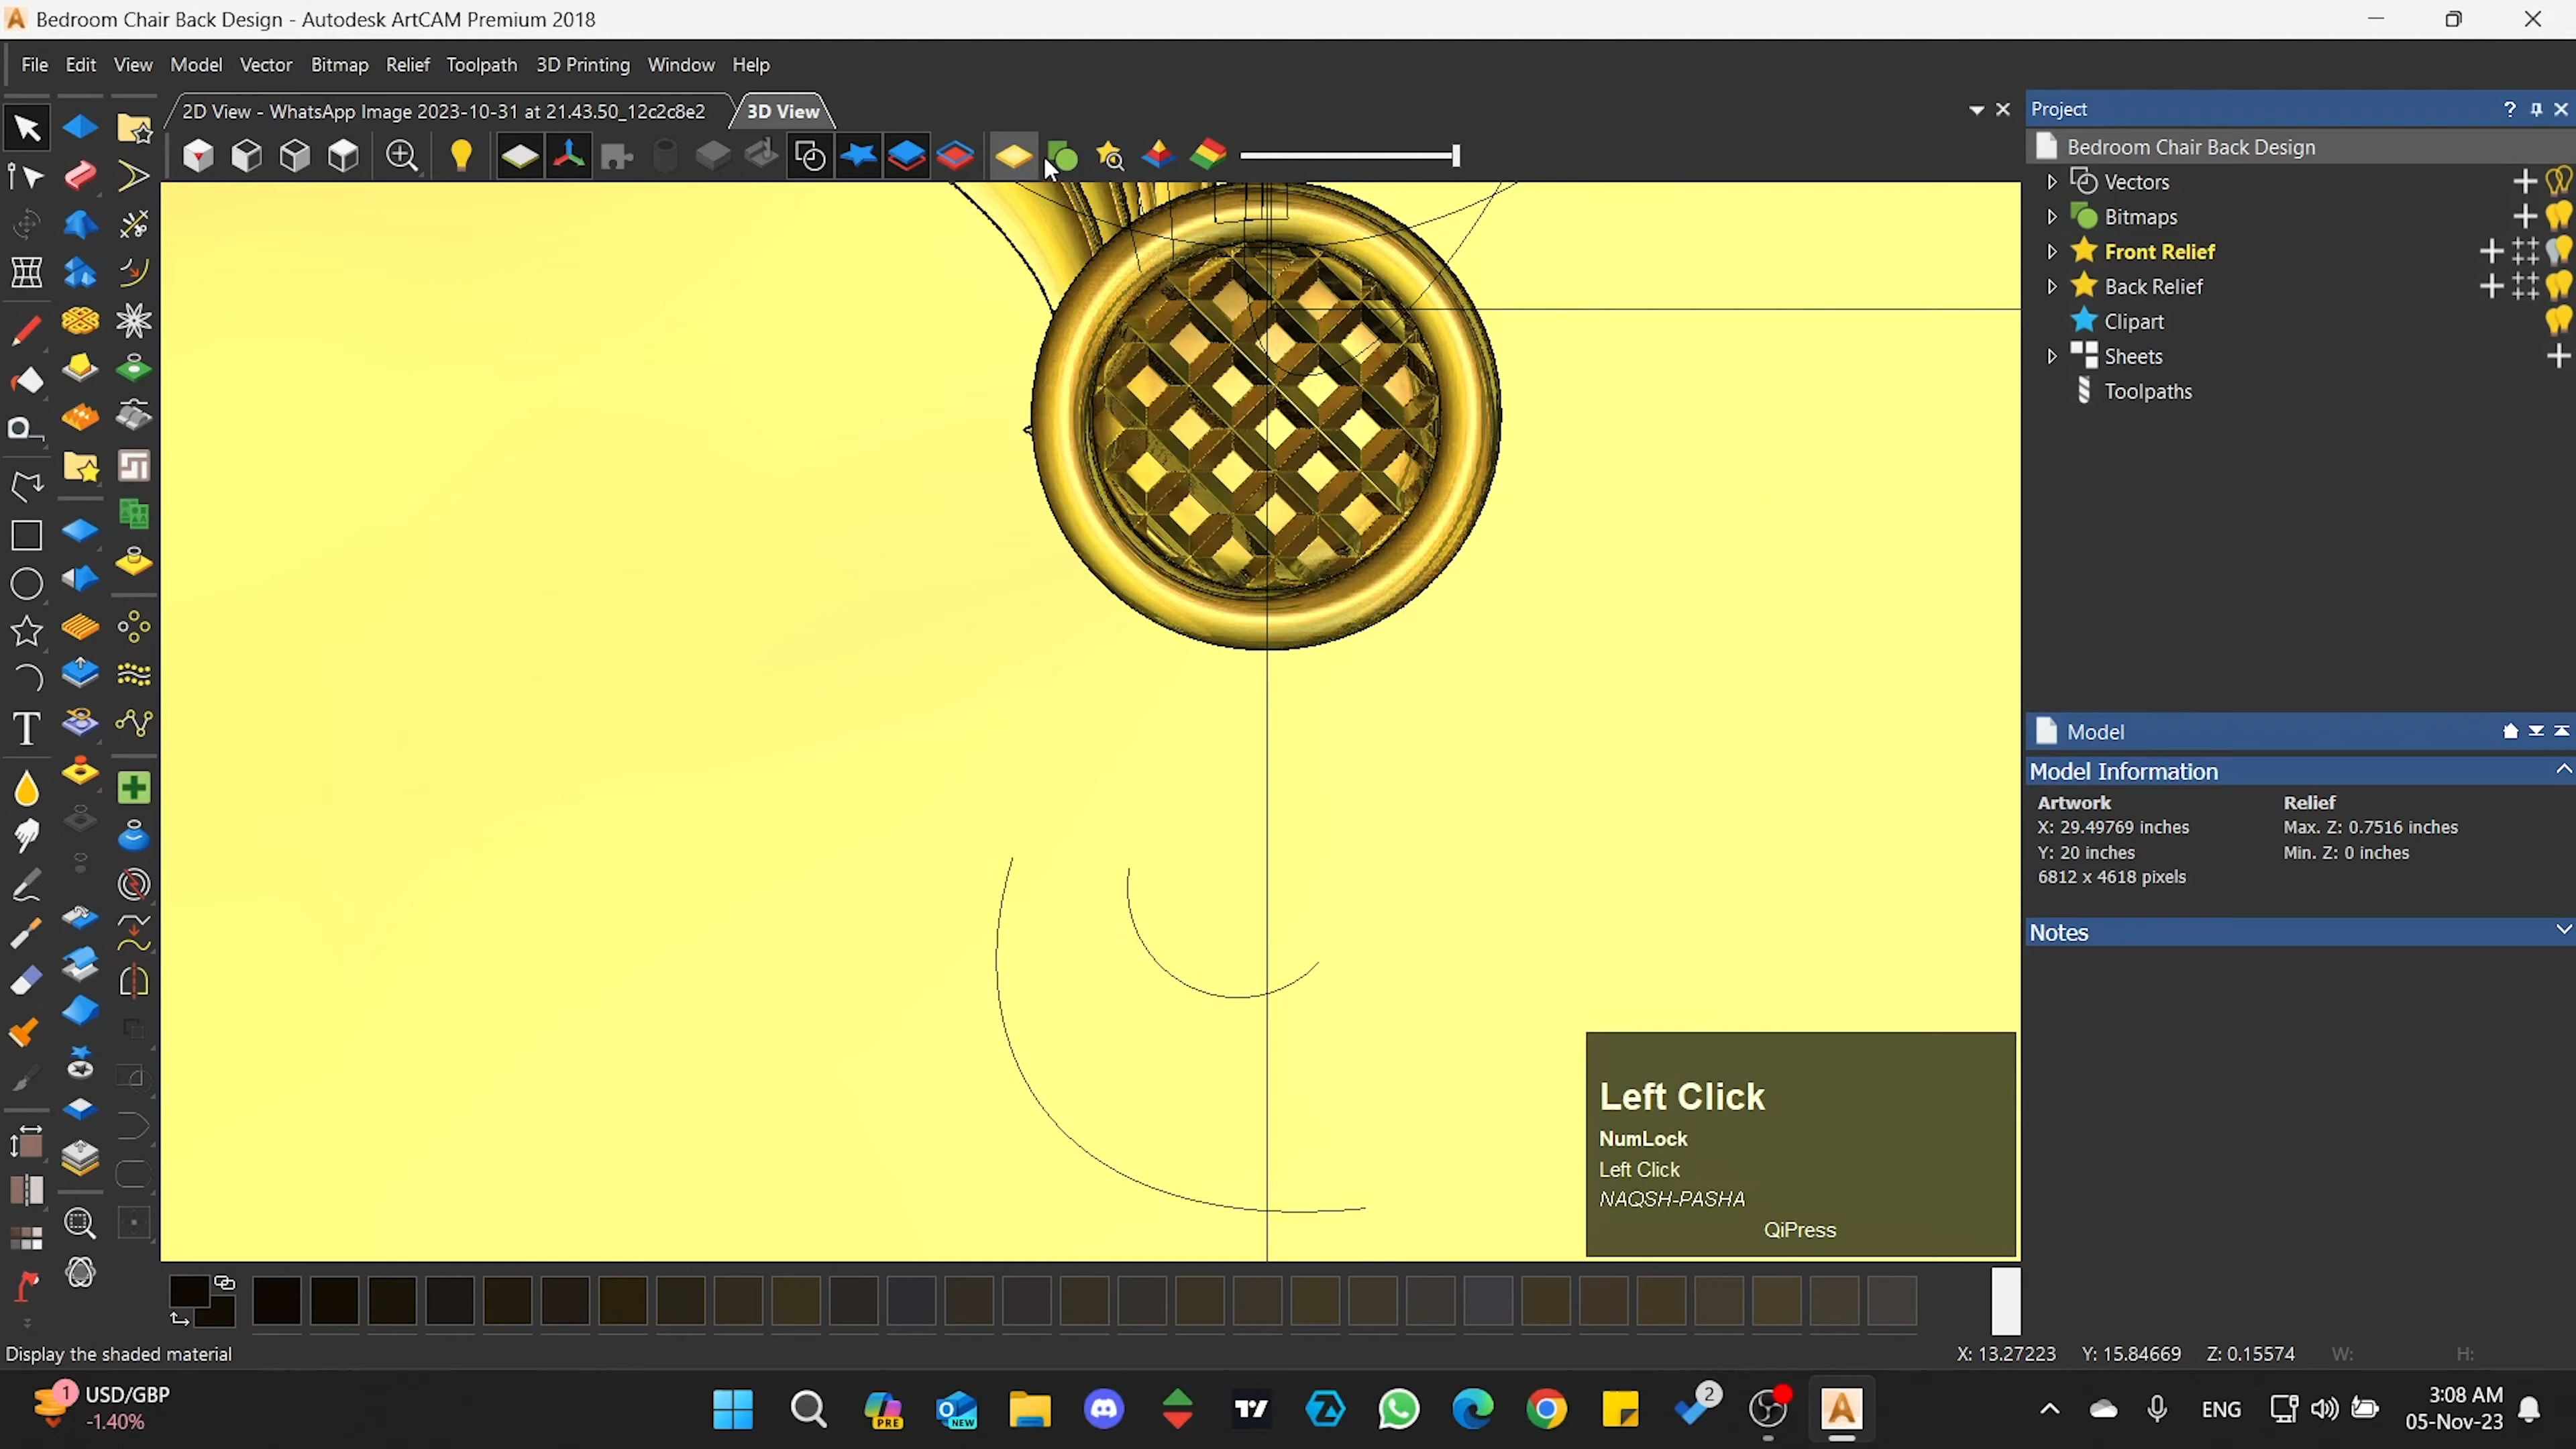 Bedroom Chair Back Design - Autodesk ArtCAM Premium 2018
File Edit View Model Vector Bitmap Relief Toolpath 3D Printing Window Help
2D View - WhatsApp Image 2023-10-31 at 21.43.50_12c2c8e2 3D View
Project
Bedroom Chair Back Design
Vectors
Bitmaps
Front Relief
Back Relief
Clipart
Sheets
Toolpaths
Model
Model Information
Artwork Relief
X: 29.49769 inches Max. Z: 0.7516 inches
Y: 20 inches Min. Z: 0 inches
6812 x 4618 pixels
Notes
Left Click
NumLock
Left Click
NAQSH-PASHA
QiPress
Display the shaded material
X: 13.27223 Y: 15.84669 Z: 0.15574 W: H:
1 USD/GBP
-1.40%
PRE
NEW
2
ENG
3:08 AM
05-Nov-23